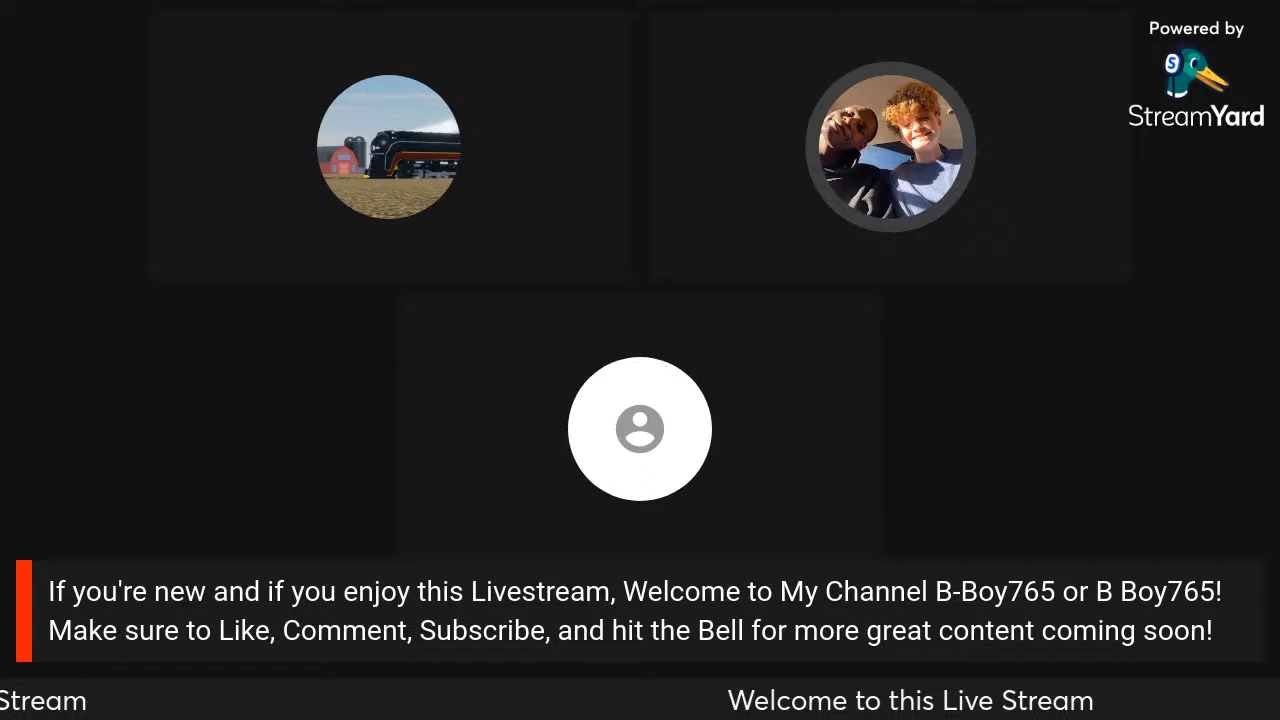 Powered by
S
StreamYard
If you're new and if you enjoy this Livestream, Welcome to My Channel B-Boy765 or B Boy765!
Make sure to Like, Comment, Subscribe, and hit the Bell for more great content coming soon!
Stream Welcome to this Live Stream